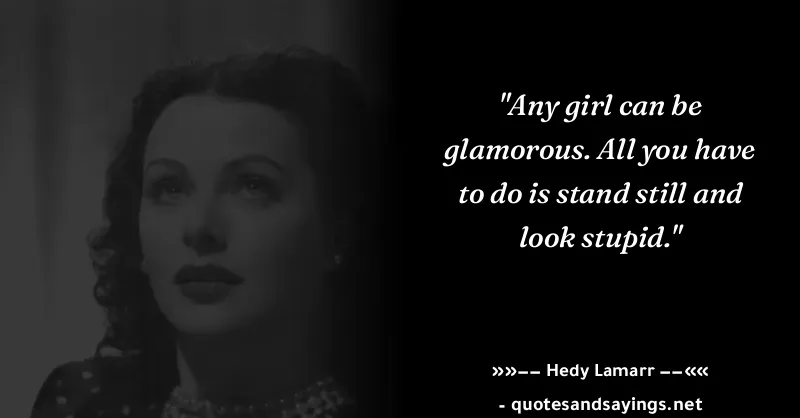 "Any girl can be
glamorous. All you have
to do is stand still and
look stupid."
»»−− Hedy Lamarr −−««
- quotesandsayings.net